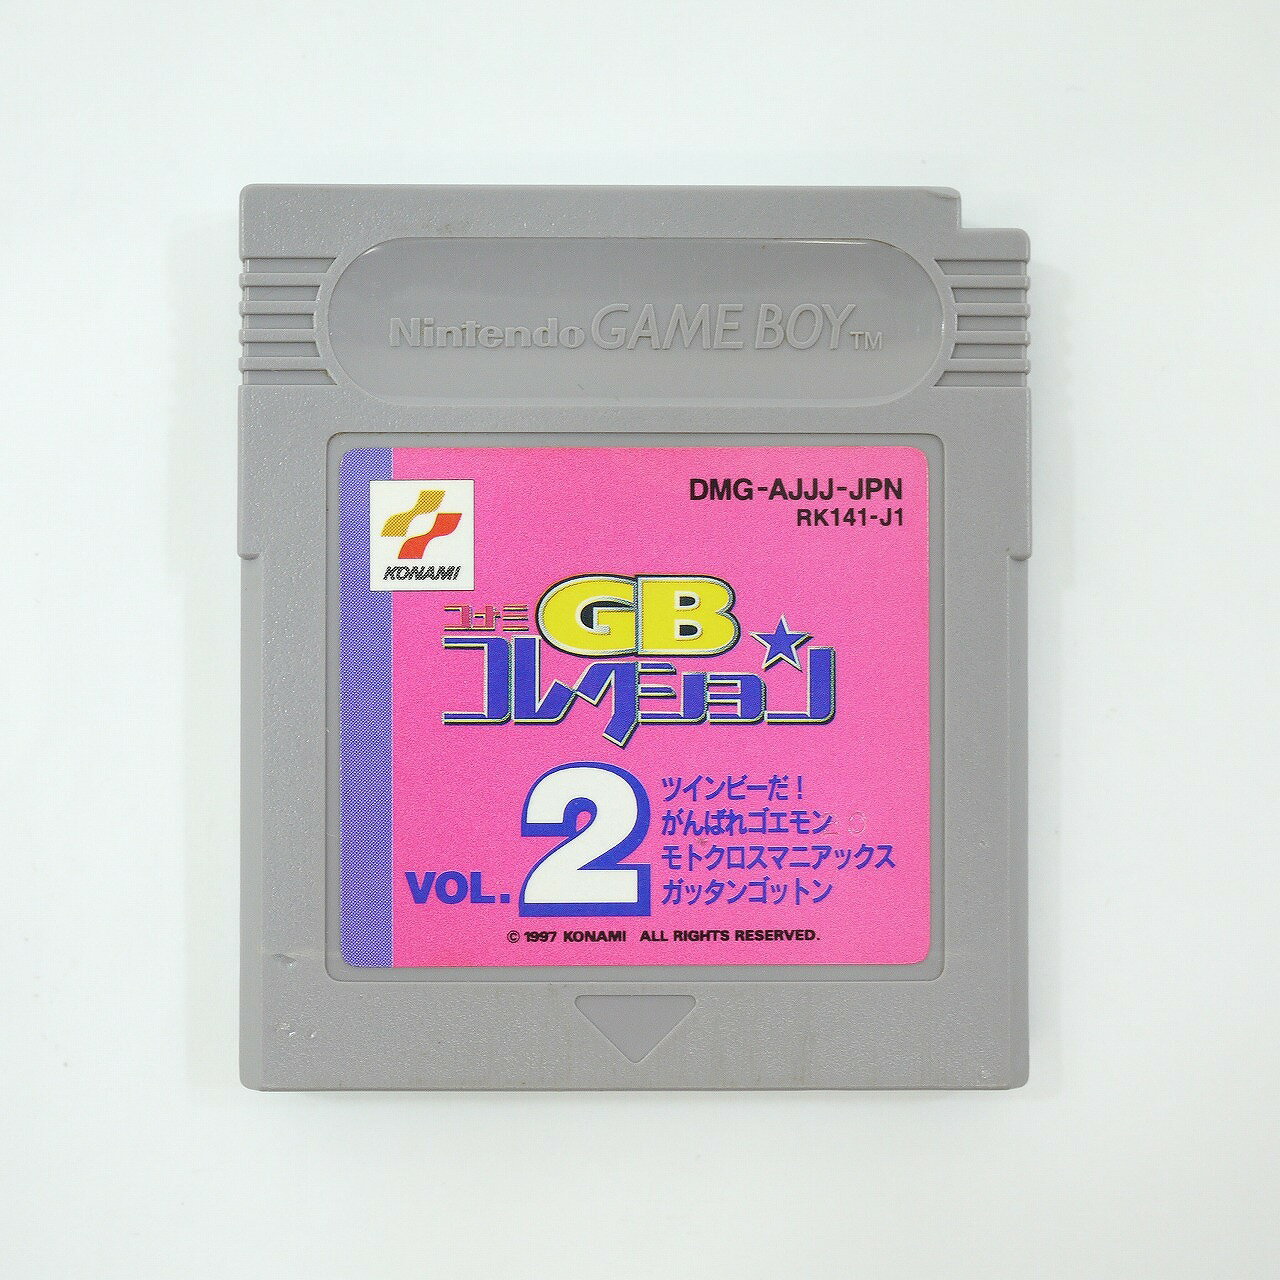 Nintendo GAME BOY TM
DMG-AJJJ-JPN
RK141-J1
KONAMI
コナミ GB
コレクション
VOL. 2
ツインビーだ！
がんばれゴエモン
モトクロスマニアックス
ガッタンゴットン
© 1997 KONAMI ALL RIGHTS RESERVED.